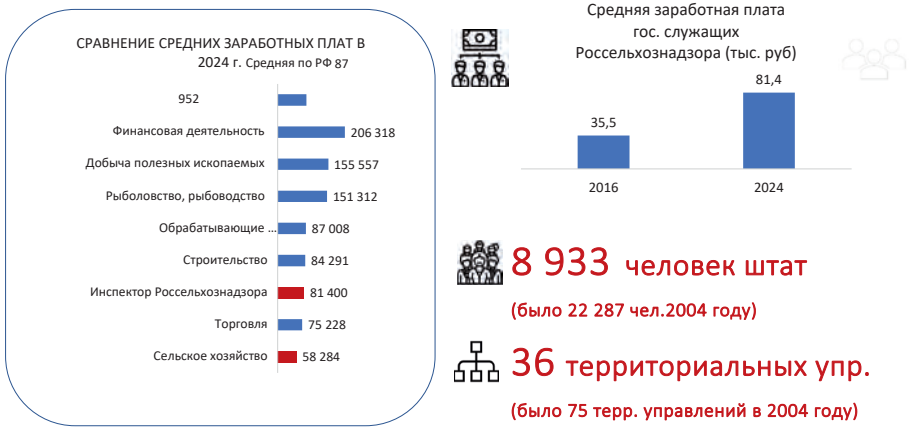 СРАВНЕНИЕ СРЕДНИХ ЗАРАБОТНЫХ ПЛАТ В
2024 г. Средняя по РФ 87
952
Финансовая деятельность 206 318
Добыча полезных ископаемых 155 557
Рыболовство, рыбоводство 151 312
Обрабатывающие … 87 008
Строительство 84 291
Инспектор Россельхознадзора 81 400
Торговля 75 228
Сельское хозяйство 58 284
Средняя заработная плата
гос. служащих
Россельхознадзора (тыс. руб)
35,5
81,4
2016
2024
8 933 человек штат
(было 22 287 чел.2004 году)
36 территориальных упр.
(было 75 терр. управлений в 2004 году)